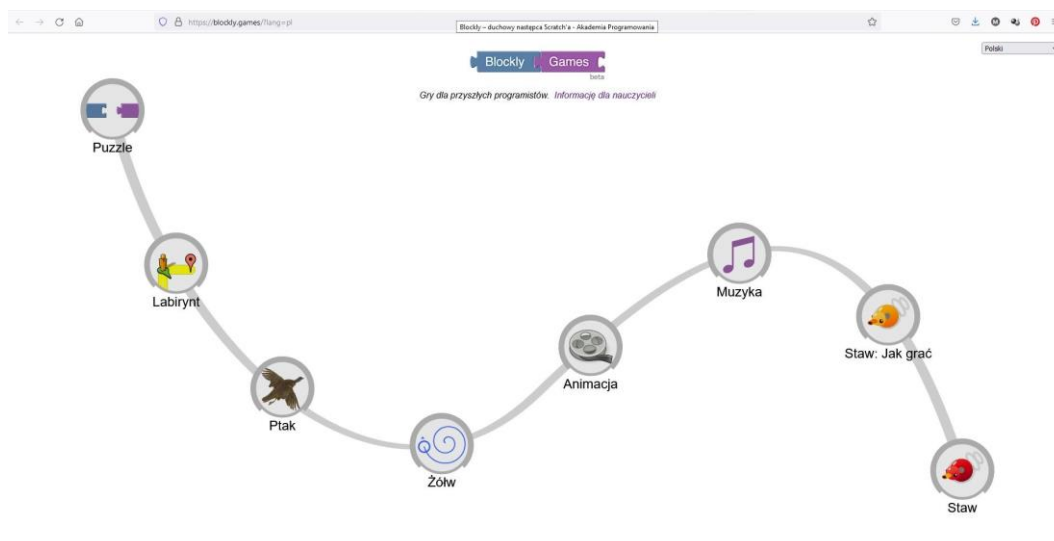 https://blockly.games/?lang=pl
Blockly – duchowy następca Scratch'a - Akademia Programowania
Polski
Blockly Games
beta
Gry dla przyszłych programistów. Informację dla nauczycieli
Puzzle
Labirynt
Ptak
Żółw
Animacja
Muzyka
Staw: Jak grać
Staw